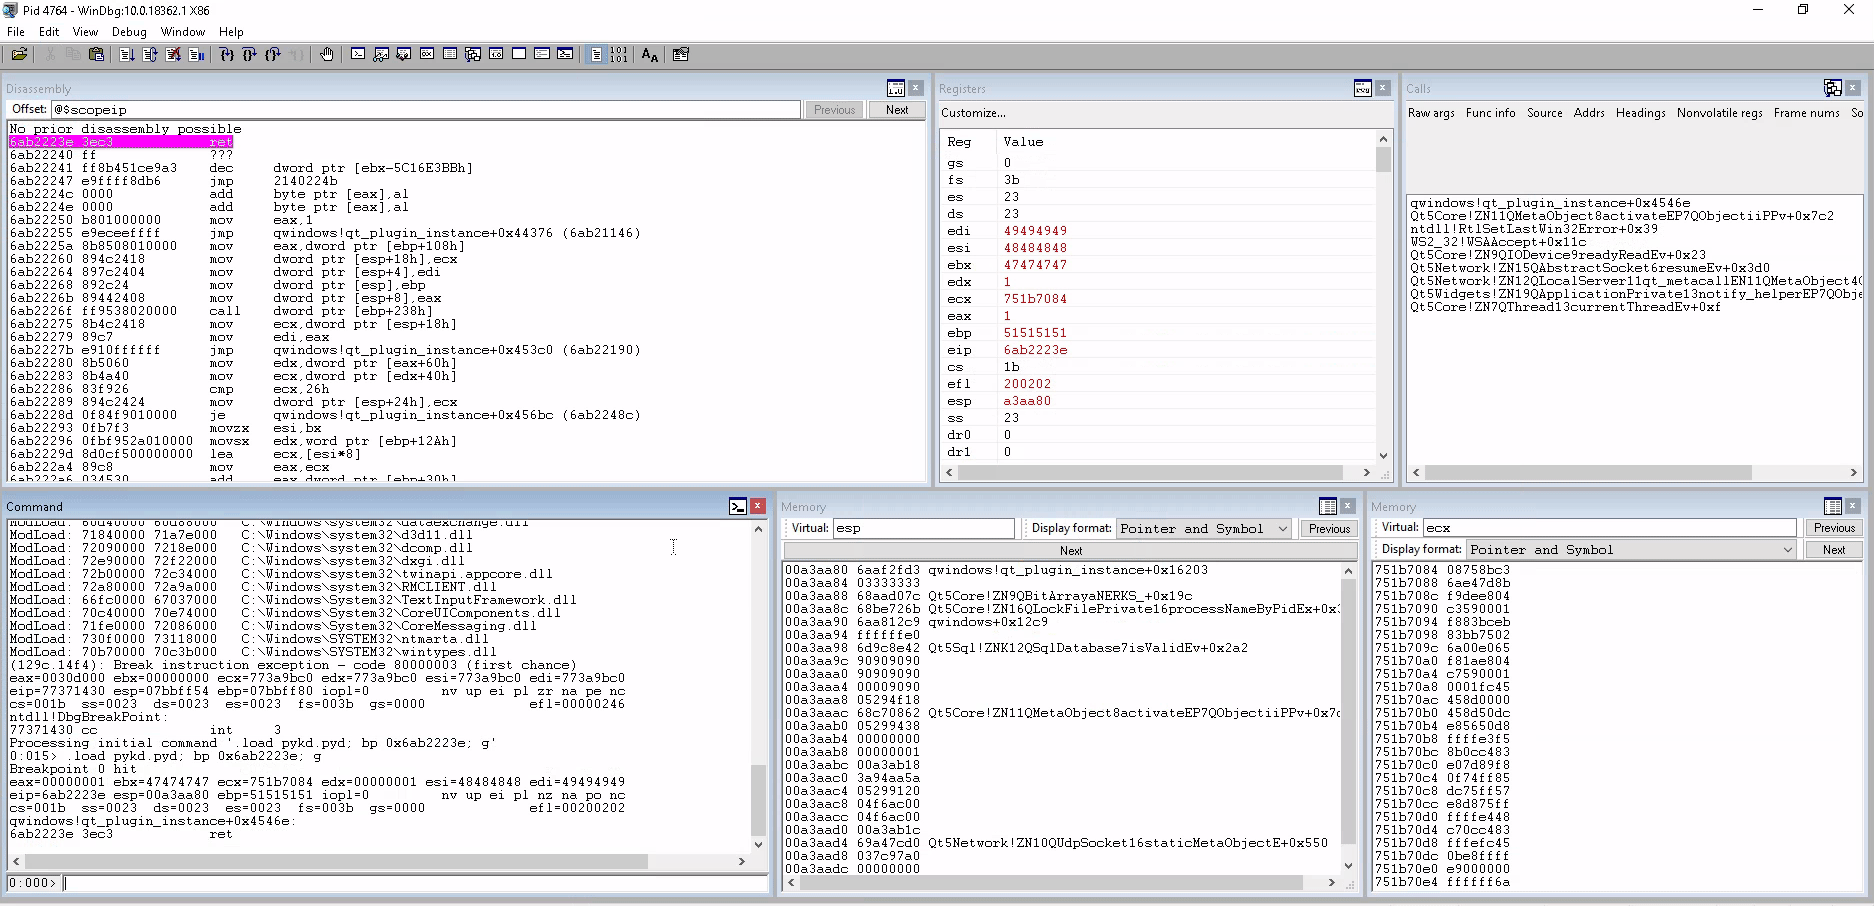 Pid 4764 - WinDbg:10.0.18362.1 X86
File Edit View Debug Window Help
Disassembly
Offset: @$scopeip Previous Next
No prior disassembly possible
6ab2223e 3ec3 ret
6ab22240 ff ???
6ab22241 ff8b451ce9a3 dec dword ptr [ebx-5C16E3BBh]
6ab22247 e9ffff8db6 jmp 2140224b
6ab2224c 0000 add byte ptr [eax],al
6ab2224e 0000 add byte ptr [eax],al
6ab22250 b801000000 mov eax,1
6ab22255 e9eceeffff jmp qwindows!qt_plugin_instance+0x44376 (6ab21146)
6ab2225a 8b8508010000 mov eax,dword ptr [ebp+108h]
6ab22260 894c2418 mov dword ptr [esp+18h],ecx
6ab22264 897c2404 mov dword ptr [esp+4],edi
6ab22268 892c24 mov dword ptr [esp],ebp
6ab2226b 89442408 mov dword ptr [esp+8],eax
6ab2226f ff9538020000 call dword ptr [ebp+238h]
6ab22275 8b4c2418 mov ecx,dword ptr [esp+18h]
6ab22279 89c7 mov edi,eax
6ab2227b e910ffffff jmp qwindows!qt_plugin_instance+0x453c0 (6ab22190)
6ab22280 8b5060 mov edx,dword ptr [eax+60h]
6ab22283 8b4a40 mov ecx,dword ptr [edx+40h]
6ab22286 83f926 cmp ecx,26h
6ab22289 894c2424 mov dword ptr [esp+24h],ecx
6ab2228d 0f84f9010000 je qwindows!qt_plugin_instance+0x456bc (6ab2248c)
6ab22293 0fb7f3 movzx esi,bx
6ab22296 0fbf952a010000 movsx edx,word ptr [ebp+12Ah]
6ab2229d 8d0cf500000000 lea ecx,[esi*8]
6ab222a4 89c8 mov eax,ecx
6ab222a6 034530 add eax,dword ptr [ebp+30h]
Registers
Customize...
Reg Value
gs 0
fs 3b
es 23
ds 23
edi 49494949
esi 48484848
ebx 47474747
edx 1
ecx 751b7084
eax 1
ebp 51515151
eip 6ab2223e
cs 1b
efl 200202
esp a3aa80
ss 23
dr0 0
dr1 0
Calls
Raw args Func info Source Addrs Headings Nonvolatile regs Frame nums So
qwindows!qt_plugin_instance+0x4546e
Qt5Core!ZN11QMetaObject8activateEP7QObjectiiPPv+0x7c2
ntdll!RtlSetLastWin32Error+0x39
WS2_32!WSAAccept+0x11c
Qt5Core!ZN9QIODevice9readyReadEv+0x23
Qt5Network!ZN15QAbstractSocket6resumeEv+0x3d0
Qt5Network!ZN12QLocalServer11qt_metacallEN11QMetaObject4C
Qt5Widgets!ZN19QApplicationPrivate13notify_helperEP7QObje
Qt5Core!ZN7QThread13currentThreadEv+0xf
Command
ModLoad: 60d40000 60d88000 C:\Windows\system32\dataexchange.dll
ModLoad: 71840000 71a7e000 C:\Windows\system32\d3d11.dll
ModLoad: 72090000 7218e000 C:\Windows\system32\dcomp.dll
ModLoad: 72e90000 72f22000 C:\Windows\system32\dxgi.dll
ModLoad: 72b00000 72c34000 C:\Windows\system32\twinapi.appcore.dll
ModLoad: 72a80000 72a9a000 C:\Windows\system32\RMCLIENT.dll
ModLoad: 66fc0000 67037000 C:\Windows\System32\TextInputFramework.dll
ModLoad: 70c40000 70e74000 C:\Windows\System32\CoreUIComponents.dll
ModLoad: 71fe0000 72086000 C:\Windows\System32\CoreMessaging.dll
ModLoad: 730f0000 73118000 C:\Windows\SYSTEM32\ntmarta.dll
ModLoad: 70b70000 70c3b000 C:\Windows\SYSTEM32\wintypes.dll
(129c.14f4): Break instruction exception - code 80000003 (first chance)
eax=0030d000 ebx=00000000 ecx=773a9bc0 edx=773a9bc0 esi=773a9bc0 edi=773a9bc0
eip=77371430 esp=07bbff54 ebp=07bbff80 iopl=0 nv up ei pl zr na pe nc
cs=001b ss=0023 ds=0023 es=0023 fs=003b gs=0000 efl=00000246
ntdll!DbgBreakPoint:
77371430 cc int 3
Processing initial command '.load pykd.pyd; bp 0x6ab2223e; g'
0:015> .load pykd.pyd; bp 0x6ab2223e; g
Breakpoint 0 hit
eax=00000001 ebx=47474747 ecx=751b7084 edx=00000001 esi=48484848 edi=49494949
eip=6ab2223e esp=00a3aa80 ebp=51515151 iopl=0 nv up ei pl nz na po nc
cs=001b ss=0023 ds=0023 es=0023 fs=003b gs=0000 efl=00200202
qwindows!qt_plugin_instance+0x4546e:
6ab2223e 3ec3 ret
0:000>
Memory
Virtual: esp Display format: Pointer and Symbol Previous
Next
00a3aa80 6aaf2fd3 qwindows!qt_plugin_instance+0x16203
00a3aa84 03333333
00a3aa88 68aad07c Qt5Core!ZN9QBitArrayaNERKS_+0x19c
00a3aa8c 68be726b Qt5Core!ZN16QLockFilePrivate16processNameByPidEx+0x
00a3aa90 6aa812c9 qwindows+0x12c9
00a3aa94 ffffffe0
00a3aa98 6d9c8e42 Qt5Sql!ZNK12QSqlDatabase7isValidEv+0x2a2
00a3aa9c 90909090
00a3aaa0 90909090
00a3aaa4 00009090
00a3aaa8 05294f18
00a3aaac 68c70862 Qt5Core!ZN11QMetaObject8activateEP7QObjectiiPPv+0x7c
00a3aab0 05299438
00a3aab4 00000000
00a3aab8 00000001
00a3aabc 00a3ab18
00a3aac0 3a94aa5a
00a3aac4 05299120
00a3aac8 04f6ac00
00a3aacc 04f6ac00
00a3aad0 00a3ab1c
00a3aad4 69a47cd0 Qt5Network!ZN10QUdpSocket16staticMetaObjectE+0x550
00a3aad8 037c97a0
00a3aadc 00000000
Memory
Virtual: ecx Previous
Display format: Pointer and Symbol Next
751b7084 08758bc3
751b7088 6ae47d8b
751b708c f9dee804
751b7090 c3590001
751b7094 f883bceb
751b7098 83bb7502
751b709c 6a00e065
751b70a0 f81ae804
751b70a4 c7590001
751b70a8 0001fc45
751b70ac 458d0000
751b70b0 458d50dc
751b70b4 e85650d8
751b70b8 ffffe3f5
751b70bc 8b0cc483
751b70c0 e07d89f8
751b70c4 0f74ff85
751b70c8 dc75ff57
751b70cc e8d875ff
751b70d0 ffffe448
751b70d4 c70cc483
751b70d8 fffefc45
751b70dc 0be8ffff
751b70e0 e9000000
751b70e4 ffffff6a